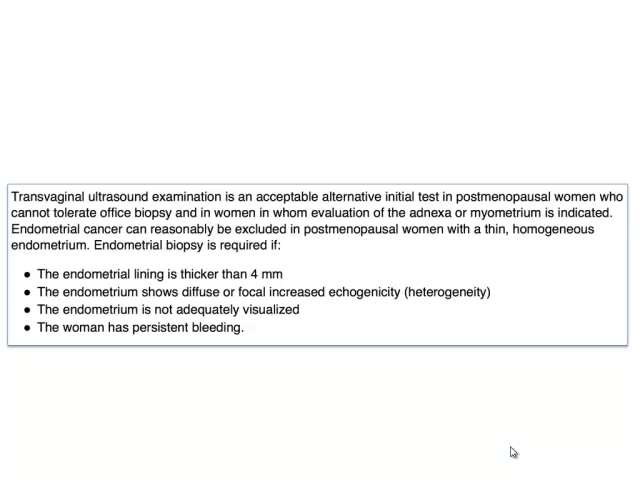 Transvaginal ultrasound examination is an acceptable alternative initial test in postmenopausal women who
cannot tolerate office biopsy and in women in whom evaluation of the adnexa or myometrium is indicated.
Endometrial cancer can reasonably be excluded in postmenopausal women with a thin, homogeneous
endometrium. Endometrial biopsy is required if:
● The endometrial lining is thicker than 4 mm
● The endometrium shows diffuse or focal increased echogenicity (heterogeneity)
● The endometrium is not adequately visualized
● The woman has persistent bleeding.